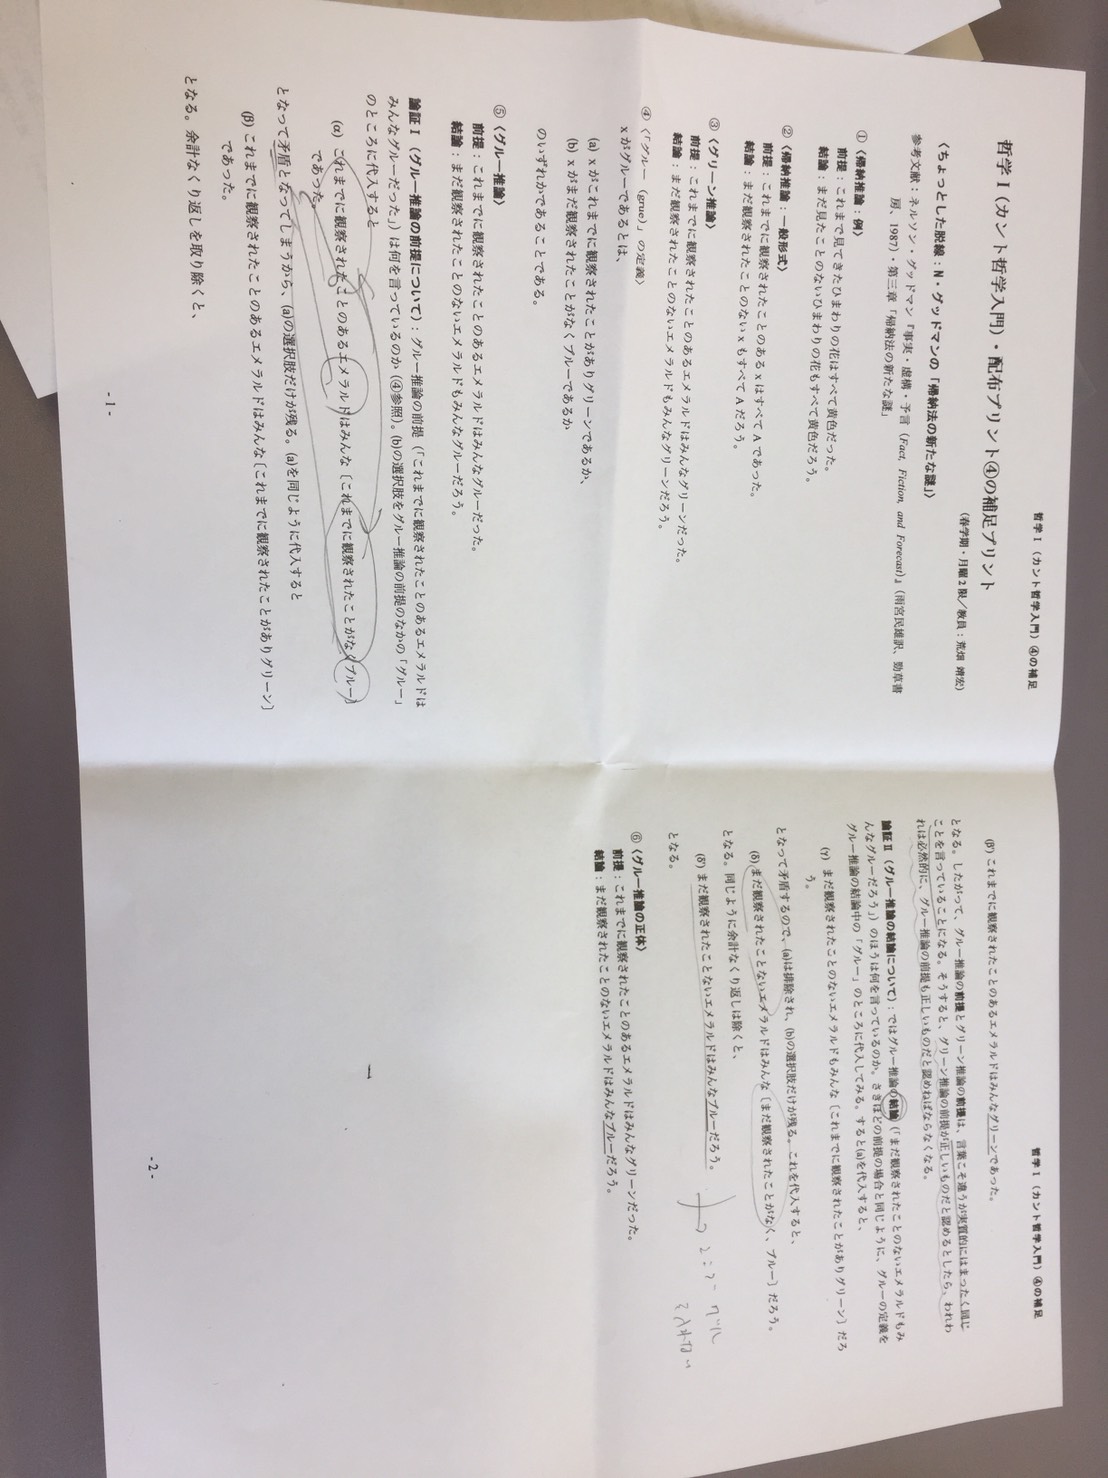 哲学Ⅰ（カント哲学入門）④の補足
哲学Ⅰ（カント哲学入門）・配布プリント④の補足プリント
（春学期・月曜2限／教員：荒畑 靖宏）
〈ちょっとした脱線：N・グッドマンの「帰納法の新たな謎」〉
参考文献：ネルソン・グッドマン『事実・虚構・予言（Fact, Fiction, and Forecast）』（雨宮民雄訳、勁草書
房、1987）・第三章「帰納法の新たな謎」
①〈帰納推論：例〉
前提：これまで見てきたひまわりの花はすべて黄色だった。
結論：まだ見たことのないひまわりの花もすべて黄色だろう。
②〈帰納推論：一般形式〉
前提：これまでに観察されたことのある x はすべて A であった。
結論：まだ観察されたことのない x もすべて A だろう。
③〈グリーン推論〉
前提：これまでに観察されたことのあるエメラルドはみんなグリーンだった。
結論：まだ観察されたことのないエメラルドもみんなグリーンだろう。
④〈「グルー（grue）」の定義〉
x がグルーであるとは、
(a) x がこれまでに観察されたことがありグリーンであるか、
(b) x がまだ観察されたことがなくブルーであるか
のいずれかであることである。
⑤〈グルー推論〉
前提：これまでに観察されたことのあるエメラルドはみんなグルーだった。
結論：まだ観察されたことのないエメラルドもみんなグルーだろう。
論証Ⅰ（グルー推論の前提について）：グルー推論の前提（「これまでに観察されたことのあるエメラルドは
みんなグルーだった」）は何を言っているのか（④参照）。(b)の選択肢をグルー推論の前提のなかの「グルー」
のところに代入すると
(α) これまでに観察されたことのあるエメラルドはみんな〔これまでに観察されたことがなくブルー〕
であった。
となって矛盾となってしまうから、(a)の選択肢だけが残る。(a)を同じように代入すると
(β) これまでに観察されたことのあるエメラルドはみんな〔これまでに観察されたことがありグリーン〕
であった。
となる。余計なくり返しを取り除くと、
- 1 -
哲学Ⅰ（カント哲学入門）④の補足
(β') これまでに観察されたことのあるエメラルドはみんなグリーンであった。
となる。したがって、グルー推論の前提とグリーン推論の前提は、言葉こそ違うが実質的にはまったく同じ
ことを言っていることになる。そうすると、グリーン推論の前提が正しいものだと認めるとしたら、われわ
れは必然的に、グルー推論の前提も正しいものだと認めねばならなくなる。
論証Ⅱ（グルー推論の結論について）：ではグルー推論の結論（「まだ観察されたことのないエメラルドもみ
んなグルーだろう」）のほうは何を言っているのか。さきほどの前提の場合と同じように、グルーの定義を
グルー推論の結論中の「グルー」のところに代入してみる。すると(a)を代入すると、
(γ) まだ観察されたことのないエメラルドもみんな〔これまでに観察されたことがありグリーン〕だろ
う。
となって矛盾するので、(a)は排除され、(b)の選択肢だけが残る。これを代入すると、
(δ) まだ観察されたことないエメラルドはみんな〔まだ観察されたことがなく、ブルー〕だろう。
となる。同じように余計なくり返しは除くと、
(δ') まだ観察されたことないエメラルドはみんなブルーだろう。
となる。
⑥〈グルー推論の正体〉
前提：これまでに観察されたことのあるエメラルドはみんなグリーンだった。
結論：まだ観察されたことのないエメラルドはみんなブルーだろう。
- 2 -